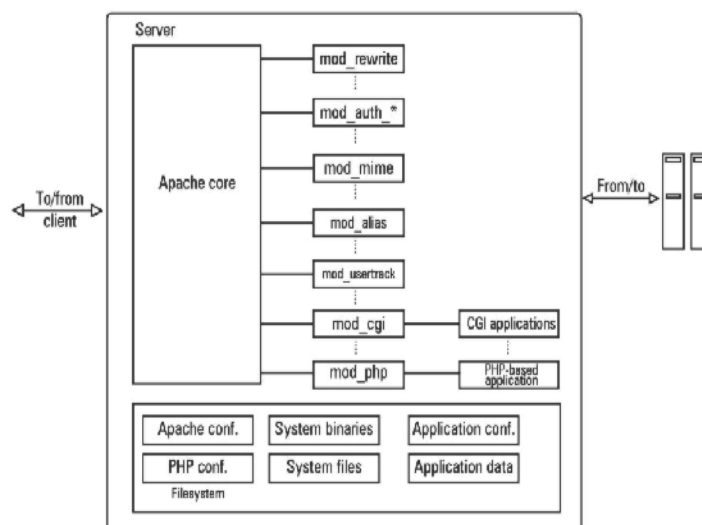 Server
mod_rewrite
mod_auth_*
mod_mime
Apache core
mod_alias
mod_usertrack
mod_cgi
CGI applications
mod_php
PHP-based
application
To/from
client
From/to
Apache conf.
System binaries
Application conf.
PHP conf.
System files
Application data
Filesystem